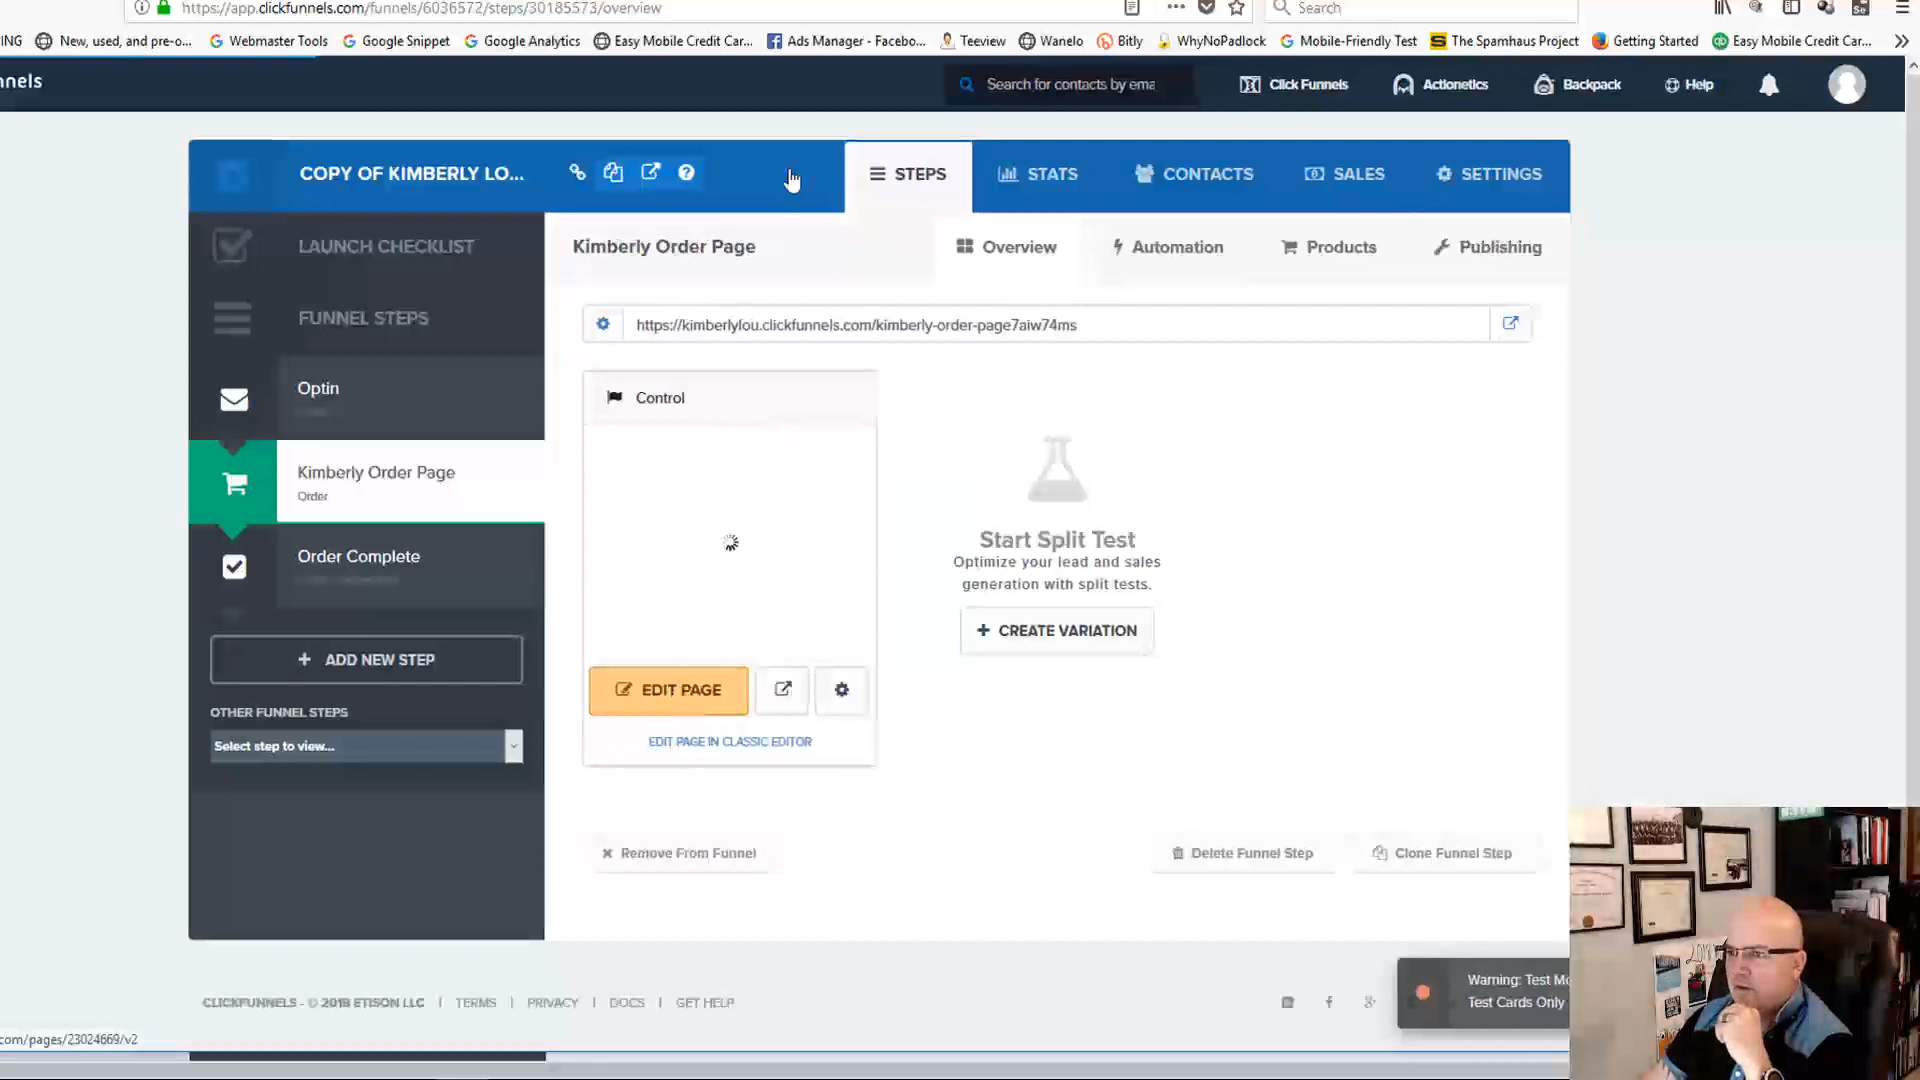 https://app.clickfunnels.com/funnels/6036572/steps/30185573/overview
Search
ING
New, used, and pre-o...
Webmaster Tools
Google Snippet
Google Analytics
Easy Mobile Credit Car...
Ads Manager - Facebo...
Teeview
Wanelo
Bitly
WhyNoPadlock
Mobile-Friendly Test
The Spamhaus Project
Getting Started
Easy Mobile Credit Car...
nnels
Search for contacts by ema
Click Funnels
Actionetics
Backpack
Help
COPY OF KIMBERLY LO...
STEPS
STATS
CONTACTS
SALES
SETTINGS
LAUNCH CHECKLIST
Kimberly Order Page
Overview
Automation
Products
Publishing
FUNNEL STEPS
https://kimberlylou.clickfunnels.com/kimberly-order-page7aiw74ms
Optin
Control
Kimberly Order Page
Order
Start Split Test
Optimize your lead and sales
generation with split tests.
CREATE VARIATION
Order Complete
ADD NEW STEP
EDIT PAGE
OTHER FUNNEL STEPS
Select step to view...
EDIT PAGE IN CLASSIC EDITOR
Remove From Funnel
Delete Funnel Step
Clone Funnel Step
Warning: Test Mo
Test Cards Only
CLICKFUNNELS - © 2018 ETISON LLC
TERMS
PRIVACY
DOCS
GET HELP
com/pages/23024669/v2